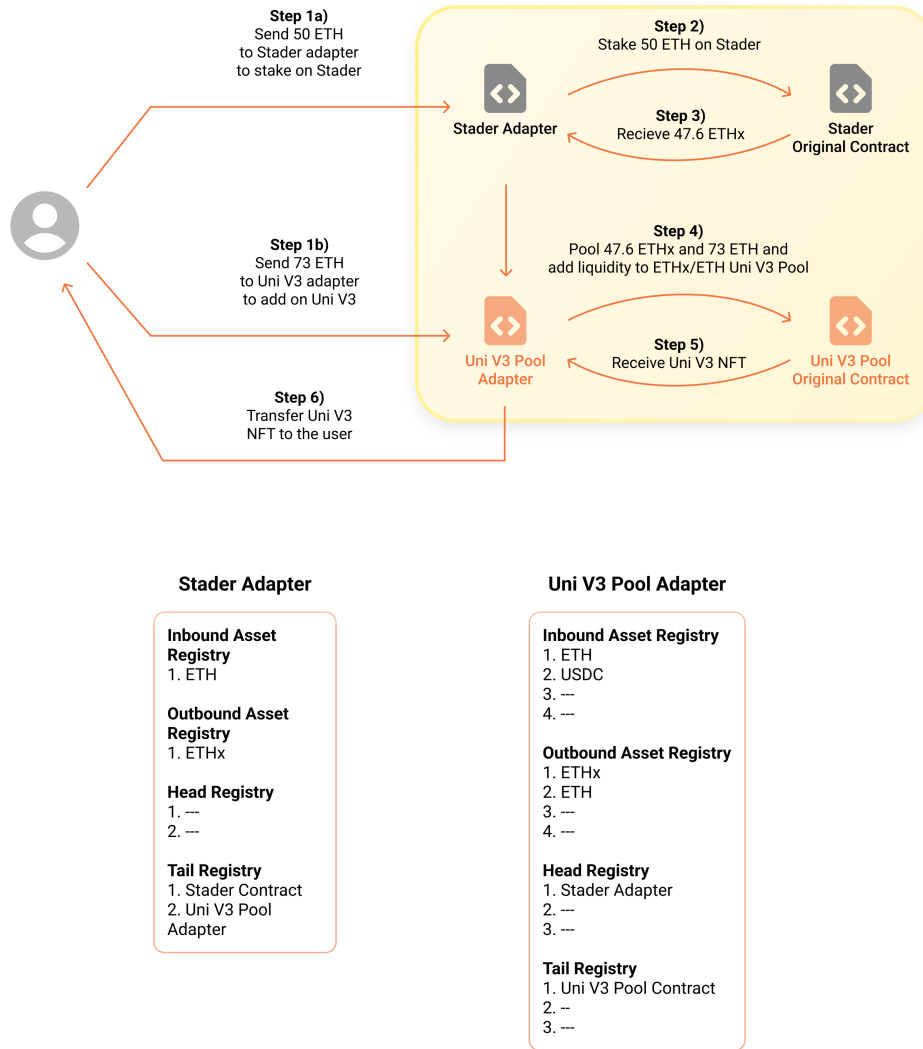 Step 1a)
Send 50 ETH
to Stader adapter
to stake on Stader
Step 2)
Stake 50 ETH on Stader
Stader Adapter
Step 3)
Recieve 47.6 ETHx
Stader
Original Contract
Step 1b)
Send 73 ETH
to Uni V3 adapter
to add on Uni V3
Step 4)
Pool 47.6 ETHx and 73 ETH and
add liquidity to ETHx/ETH Uni V3 Pool
Uni V3 Pool
Adapter
Step 5)
Receive Uni V3 NFT
Uni V3 Pool
Original Contract
Step 6)
Transfer Uni V3
NFT to the user
Stader Adapter
Inbound Asset
Registry
1. ETH
Outbound Asset
Registry
1. ETHx
Head Registry
1. ---
2. ---
Tail Registry
1. Stader Contract
2. Uni V3 Pool
Adapter
Uni V3 Pool Adapter
Inbound Asset Registry
1. ETH
2. USDC
3. ---
4. ---
Outbound Asset Registry
1. ETHx
2. ETH
3. ---
4. ---
Head Registry
1. Stader Adapter
2. ---
3. ---
Tail Registry
1. Uni V3 Pool Contract
2. --
3. ---